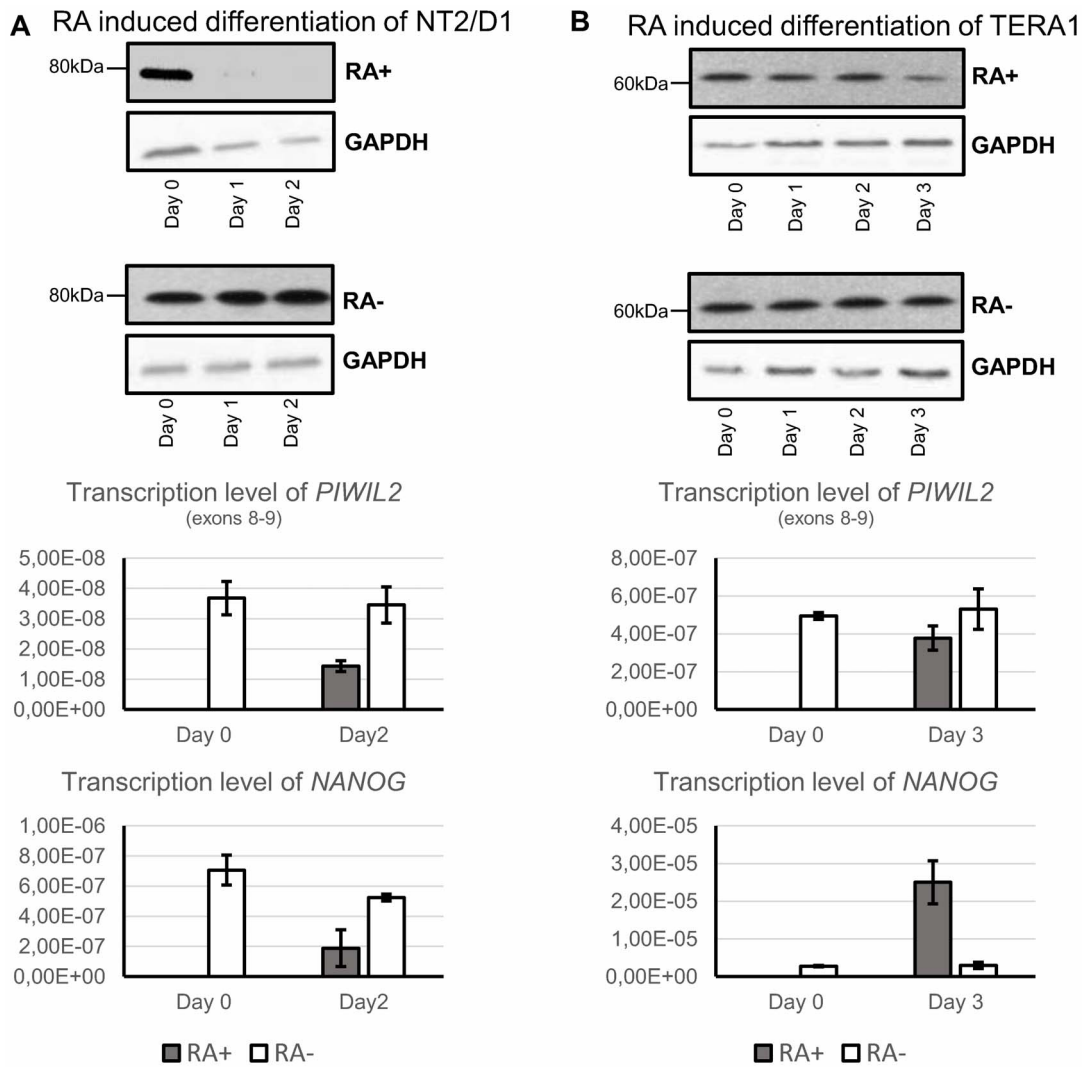 A RA induced differentiation of NT2/D1
80kDa RA+
GAPDH
Day 0 Day 1 Day 2
80kDa RA-
GAPDH
Day 0 Day 1 Day 2
Transcription level of PIWIL2
(exons 8-9)
5,00E-08
4,00E-08
3,00E-08
2,00E-08
1,00E-08
0,00E+00
Day 0 Day2
Transcription level of NANOG
1,00E-06
8,00E-07
6,00E-07
4,00E-07
2,00E-07
0,00E+00
Day 0 Day2
RA+ RA-
B RA induced differentiation of TERA1
60kDa RA+
GAPDH
Day 0 Day 1 Day 2 Day 3
60kDa RA-
GAPDH
Day 0 Day 1 Day 2 Day 3
Transcription level of PIWIL2
(exons 8-9)
8,00E-07
6,00E-07
4,00E-07
2,00E-07
0,00E+00
Day 0 Day 3
Transcription level of NANOG
4,00E-05
3,00E-05
2,00E-05
1,00E-05
0,00E+00
Day 0 Day 3
RA+ RA-